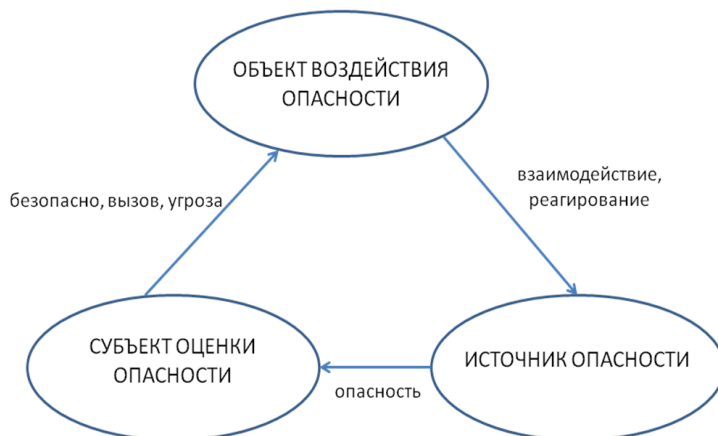 ОБЪЕКТ ВОЗДЕЙСТВИЯ
ОПАСНОСТИ
взаимодействие,
реагирование
безопасно, вызов, угроза
СУБЪЕКТ ОЦЕНКИ
ОПАСНОСТИ
ИСТОЧНИК ОПАСНОСТИ
опасность